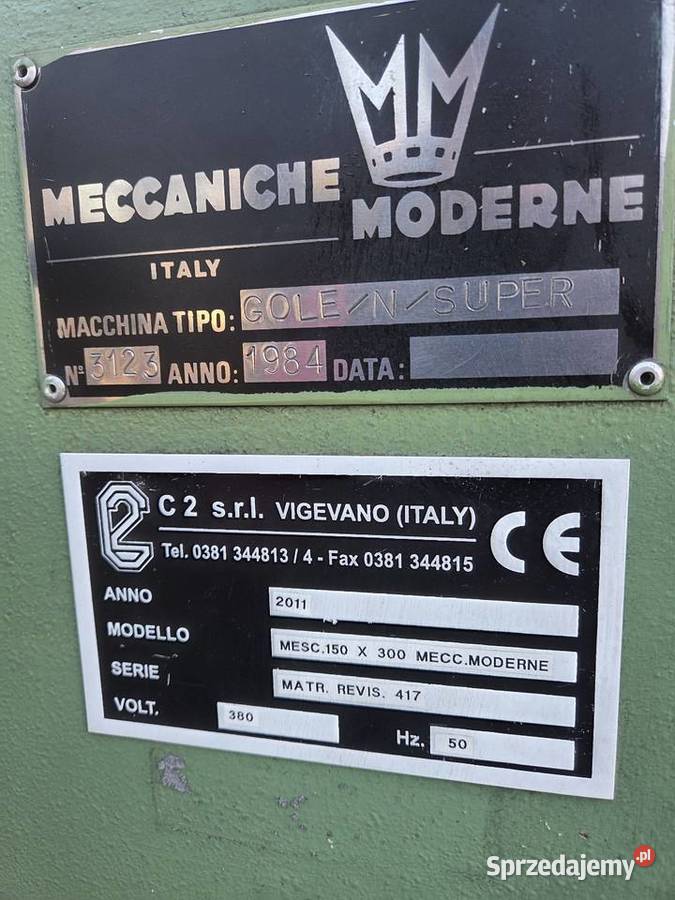 MM
MECCANICHE
MODERNE
ITALY
MACCHINA TIPO: GOLE/N/SUPER
Nº 3123 ANNO: 1984 DATA:
C2 C 2 s.r.l. VIGEVANO (ITALY) CE
Tel. 0381 344813 / 4 - Fax 0381 344815
ANNO 2011
MODELLO MESC.150 X 300 MECC.MODERNE
SERIE MATR. REVIS. 417
VOLT. 380 Hz. 50
Sprzedajemy.pl